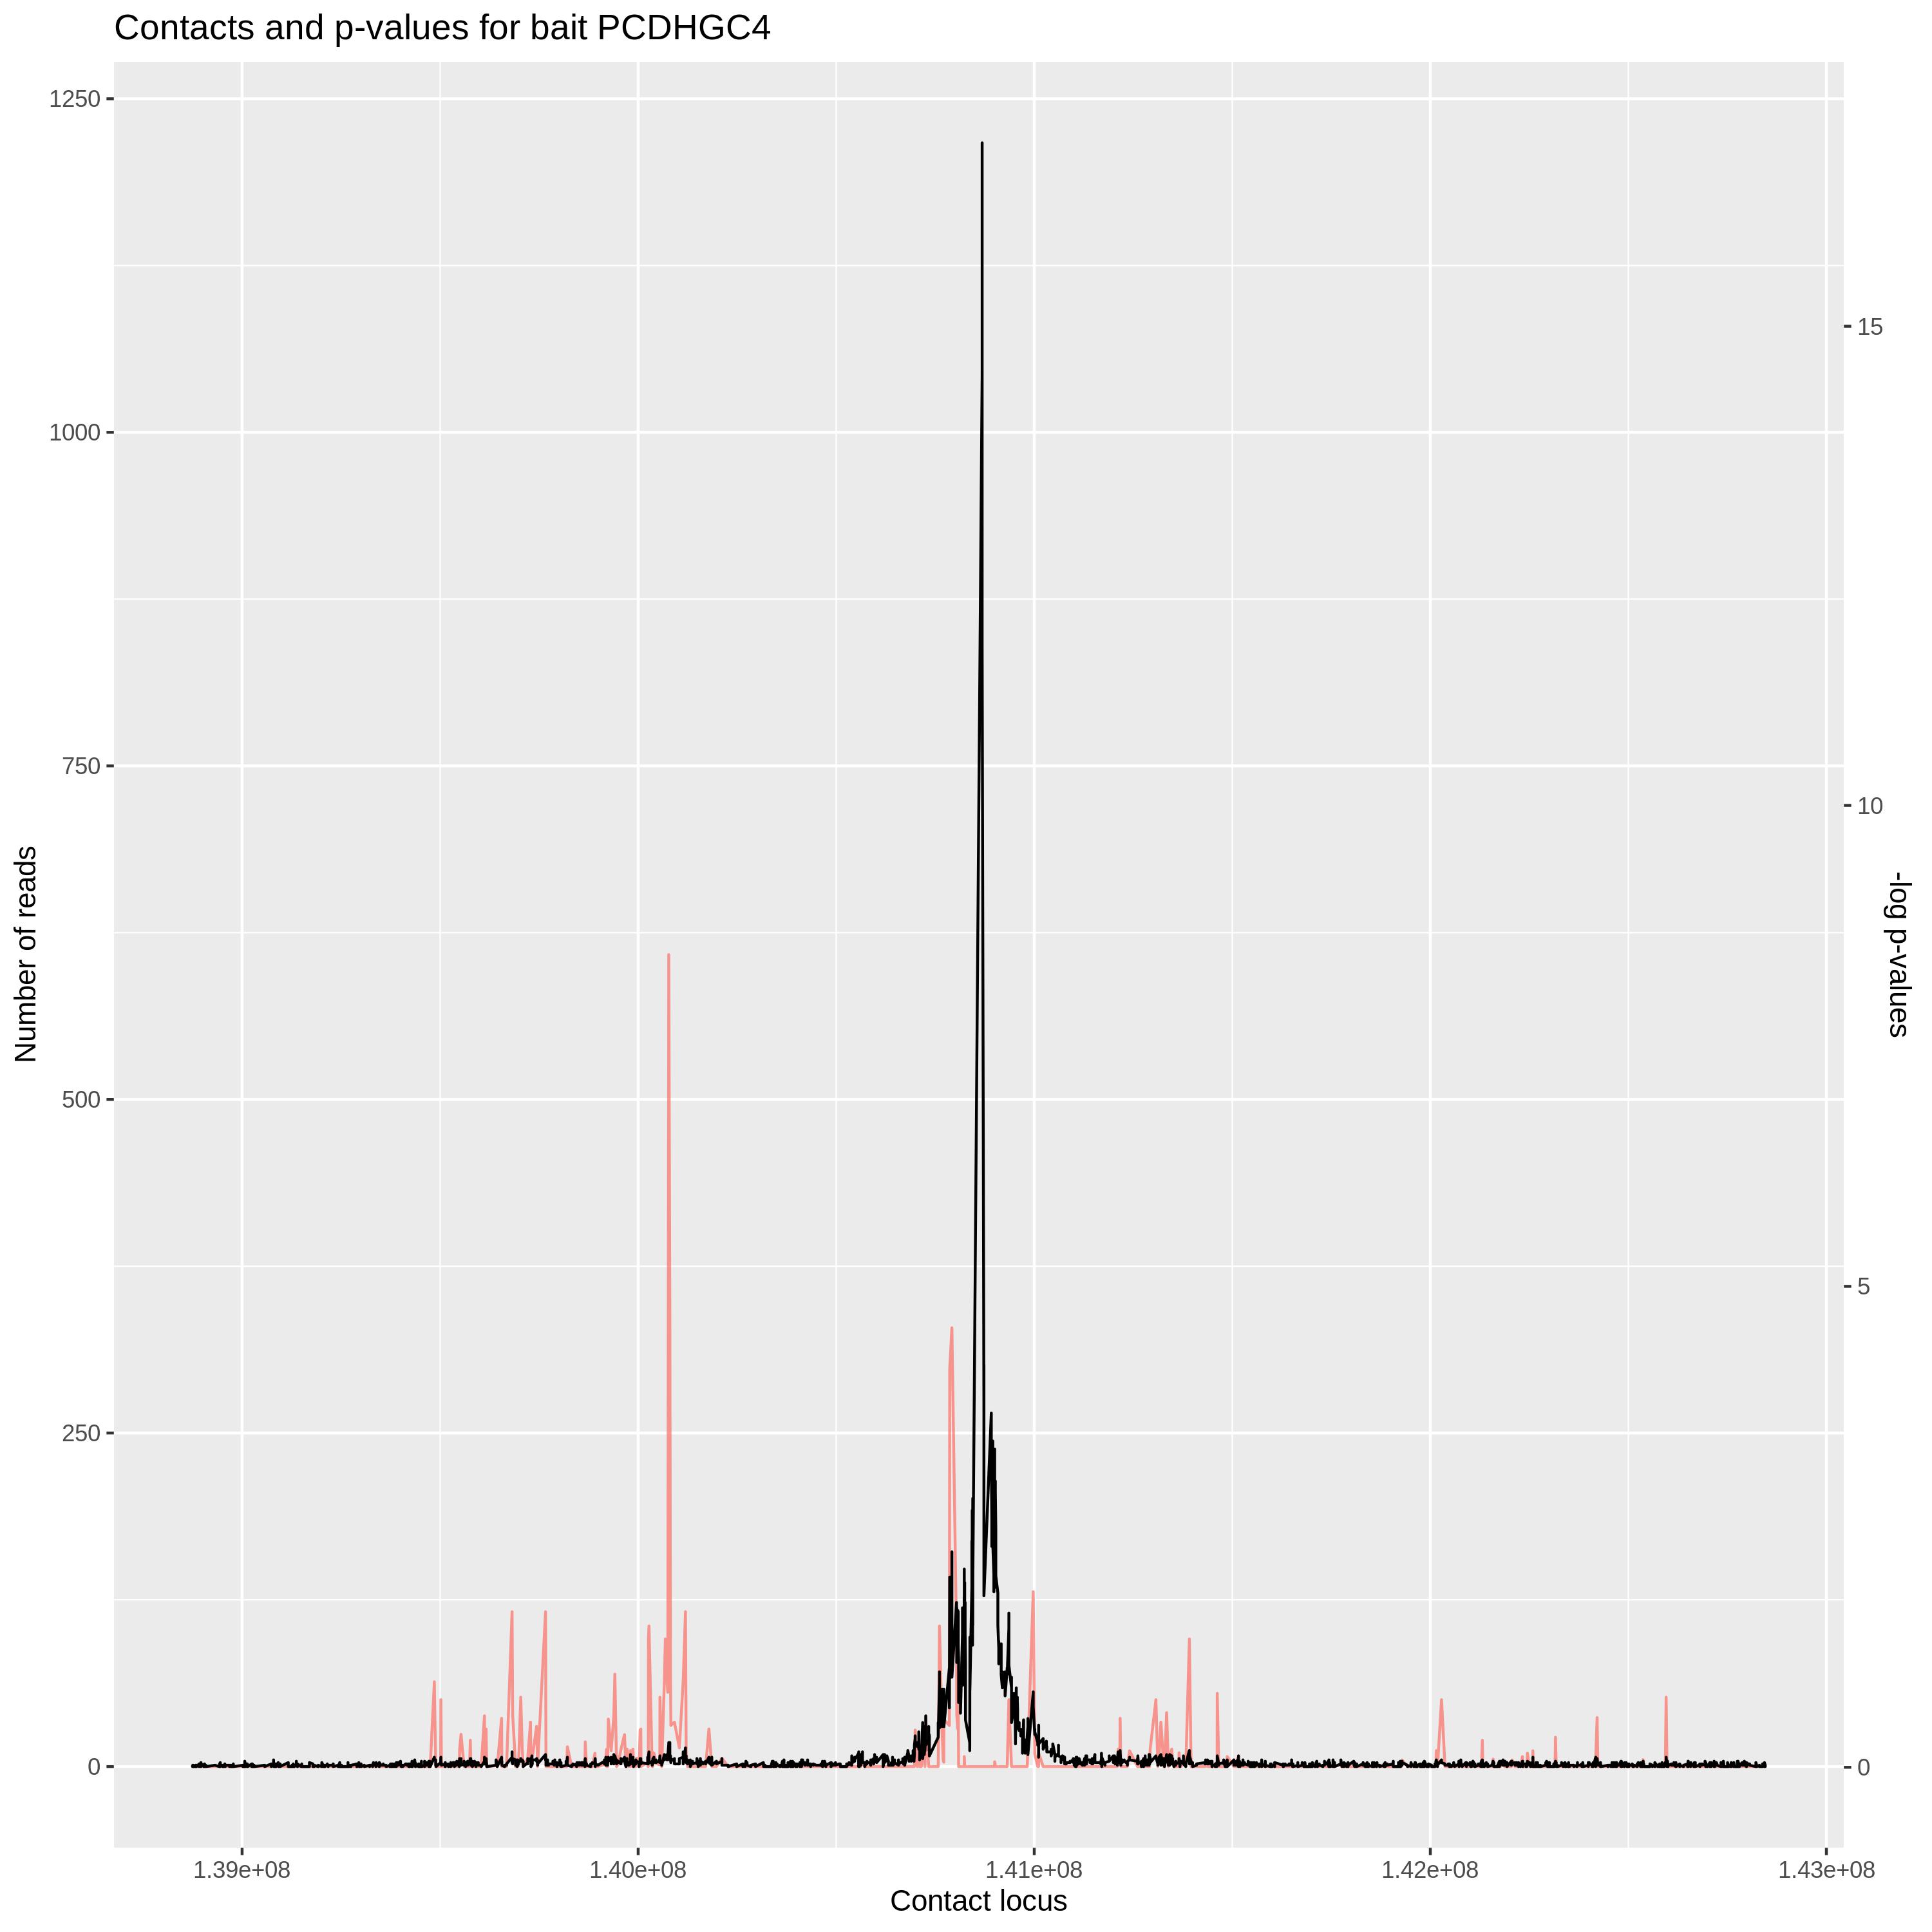 Contacts and p-values for bait PCDHGC4
1250
1000
750
500
250
0
Number of reads
15
10
5
0
-log p-values
1.39e+08
1.40e+08
1.41e+08
1.42e+08
1.43e+08
Contact locus